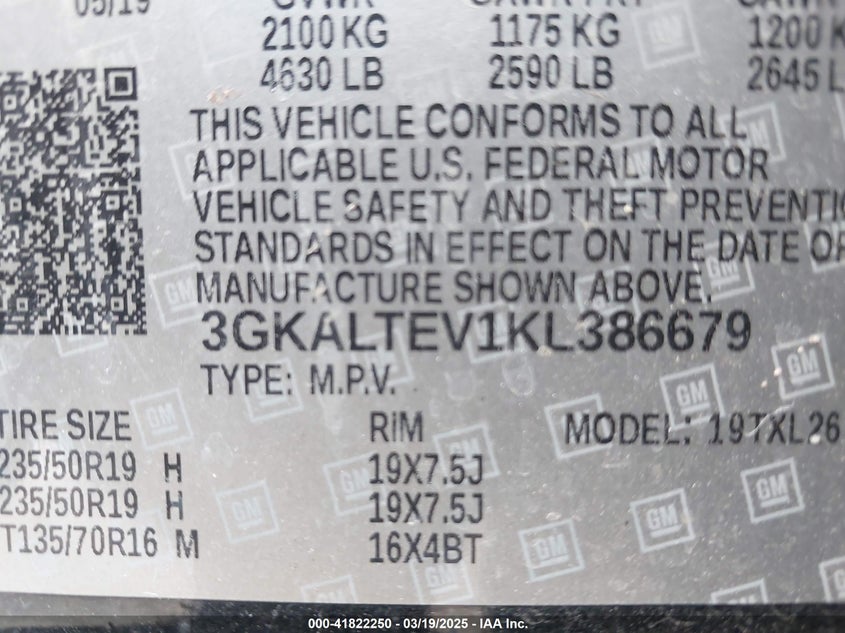 05/19
2100 KG 1175 KG 1200 K
4630 LB 2590 LB 2645 L
THIS VEHICLE CONFORMS TO ALL
APPLICABLE U.S. FEDERAL MOTOR
VEHICLE SAFETY AND THEFT PREVENTIO
STANDARDS IN EFFECT ON THE DATE OF
MANUFACTURE SHOWN ABOVE.
3GKALTEV1KL386679
TYPE: M.P.V.
TIRE SIZE RIM MODEL: 19TXL26
235/50R19 H 19X7.5J
235/50R19 H 19X7.5J
T135/70R16 M 16X4BT
GM
000-41822250 - 03/19/2025 - IAA Inc.